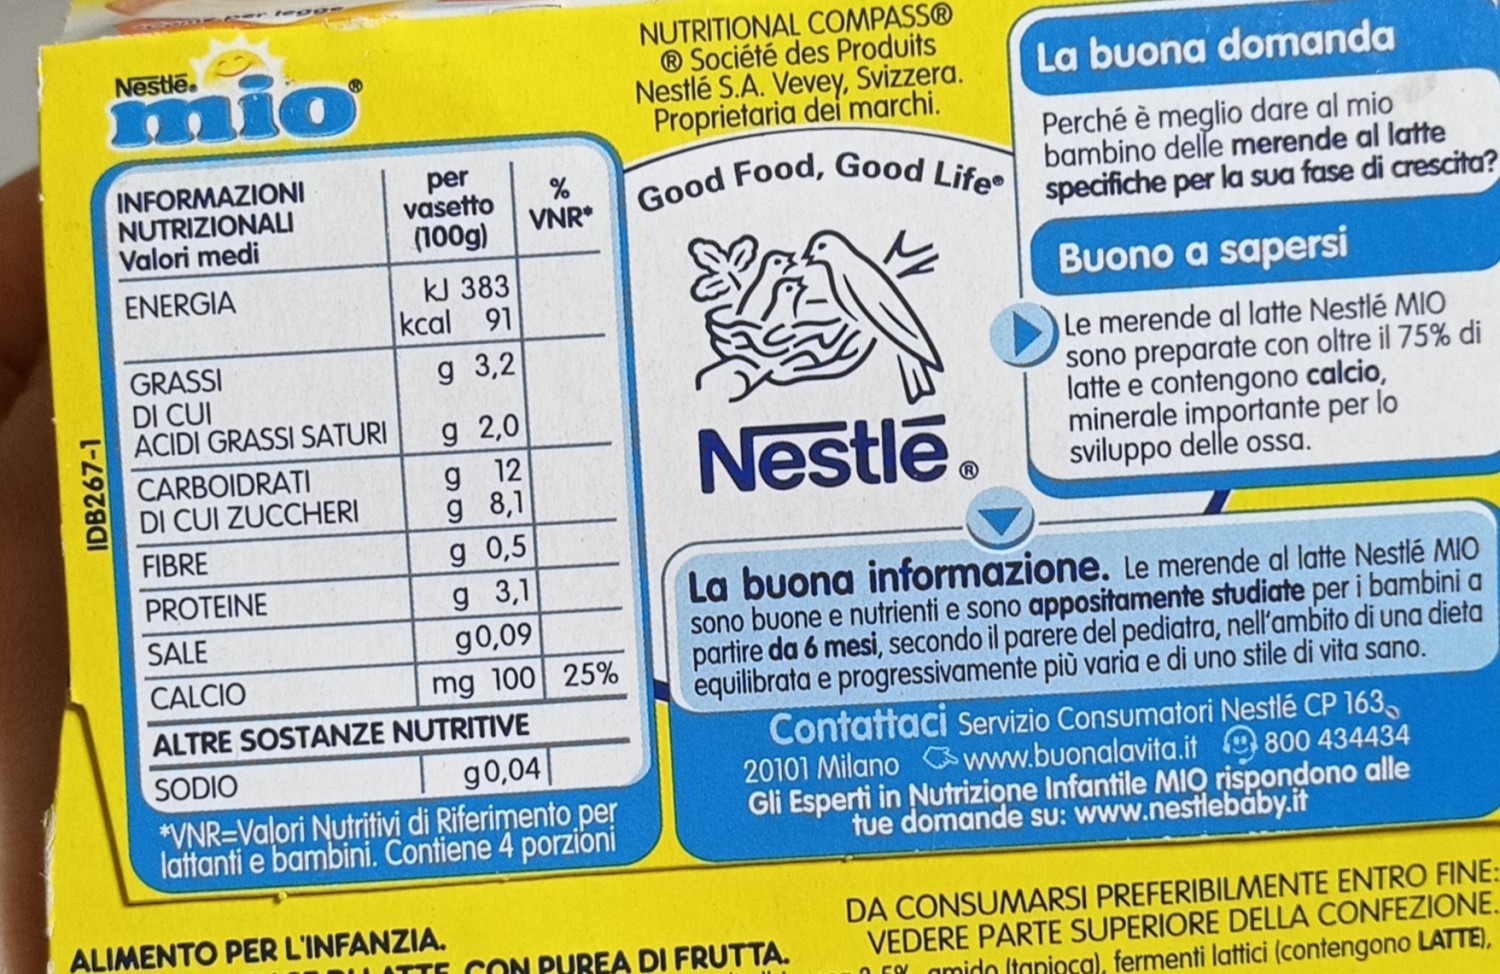 Nestlé®
mio®
INFORMAZIONI NUTRIZIONALI Valori medi per vasetto (100g) % VNR*
ENERGIA kJ 383
kcal 91
GRASSI g 3,2
DI CUI
ACIDI GRASSI SATURI g 2,0
CARBOIDRATI g 12
DI CUI ZUCCHERI g 8,1
FIBRE g 0,5
PROTEINE g 3,1
SALE g 0,09
CALCIO mg 100 25%
ALTRE SOSTANZE NUTRITIVE
SODIO g 0,04
*VNR=Valori Nutritivi di Riferimento per
lattanti e bambini. Contiene 4 porzioni
IDB267-1
NUTRITIONAL COMPASS®
® Société des Produits
Nestlé S.A. Vevey, Svizzera.
Proprietaria dei marchi.
Good Food, Good Life®
Nestlé®
La buona domanda
Perché è meglio dare al mio
bambino delle merende al latte
specifiche per la sua fase di crescita?
Buono a sapersi
Le merende al latte Nestlé MIO
sono preparate con oltre il 75% di
latte e contengono calcio,
minerale importante per lo
sviluppo delle ossa.
La buona informazione. Le merende al latte Nestlé MIO
sono buone e nutrienti e sono appositamente studiate per i bambini a
partire da 6 mesi, secondo il parere del pediatra, nell'ambito di una dieta
equilibrata e progressivamente più varia e di uno stile di vita sano.
Contattaci Servizio Consumatori Nestlé CP 163,
20101 Milano www.buonalavita.it 800 434434
Gli Esperti in Nutrizione Infantile MIO rispondono alle
tue domande su: www.nestlebaby.it
DA CONSUMARSI PREFERIBILMENTE ENTRO FINE:
VEDERE PARTE SUPERIORE DELLA CONFEZIONE.
ALIMENTO PER L'INFANZIA.
CON PUREA DI FRUTTA.
amido (tapioca), fermenti lattici (contengono LATTE),